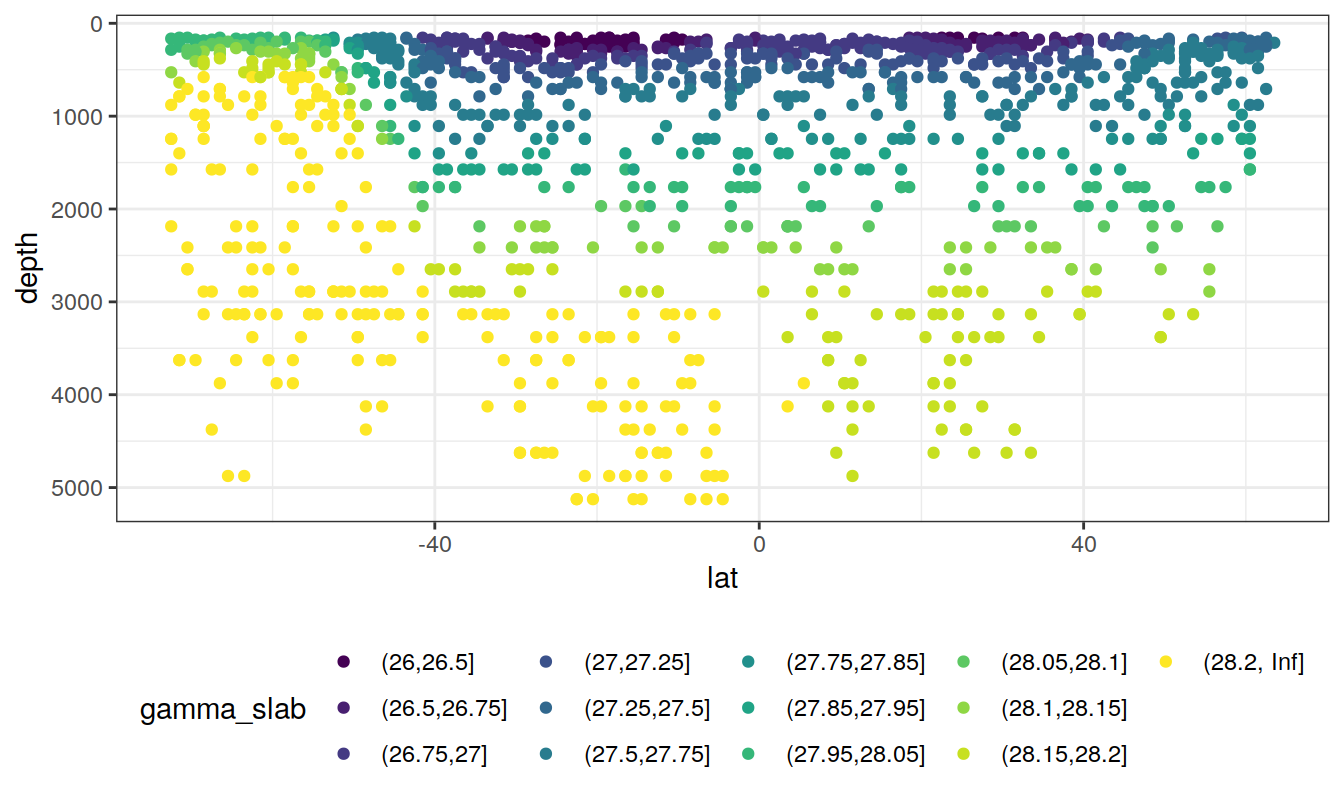 0
1000
2000
3000
4000
5000
depth
-40 0 40
lat
gamma_slab
(26,26.5] (27,27.25] (27.75,27.85] (28.05,28.1] (28.2, Inf]
(26.5,26.75] (27.25,27.5] (27.85,27.95] (28.1,28.15]
(26.75,27] (27.5,27.75] (27.95,28.05] (28.15,28.2]